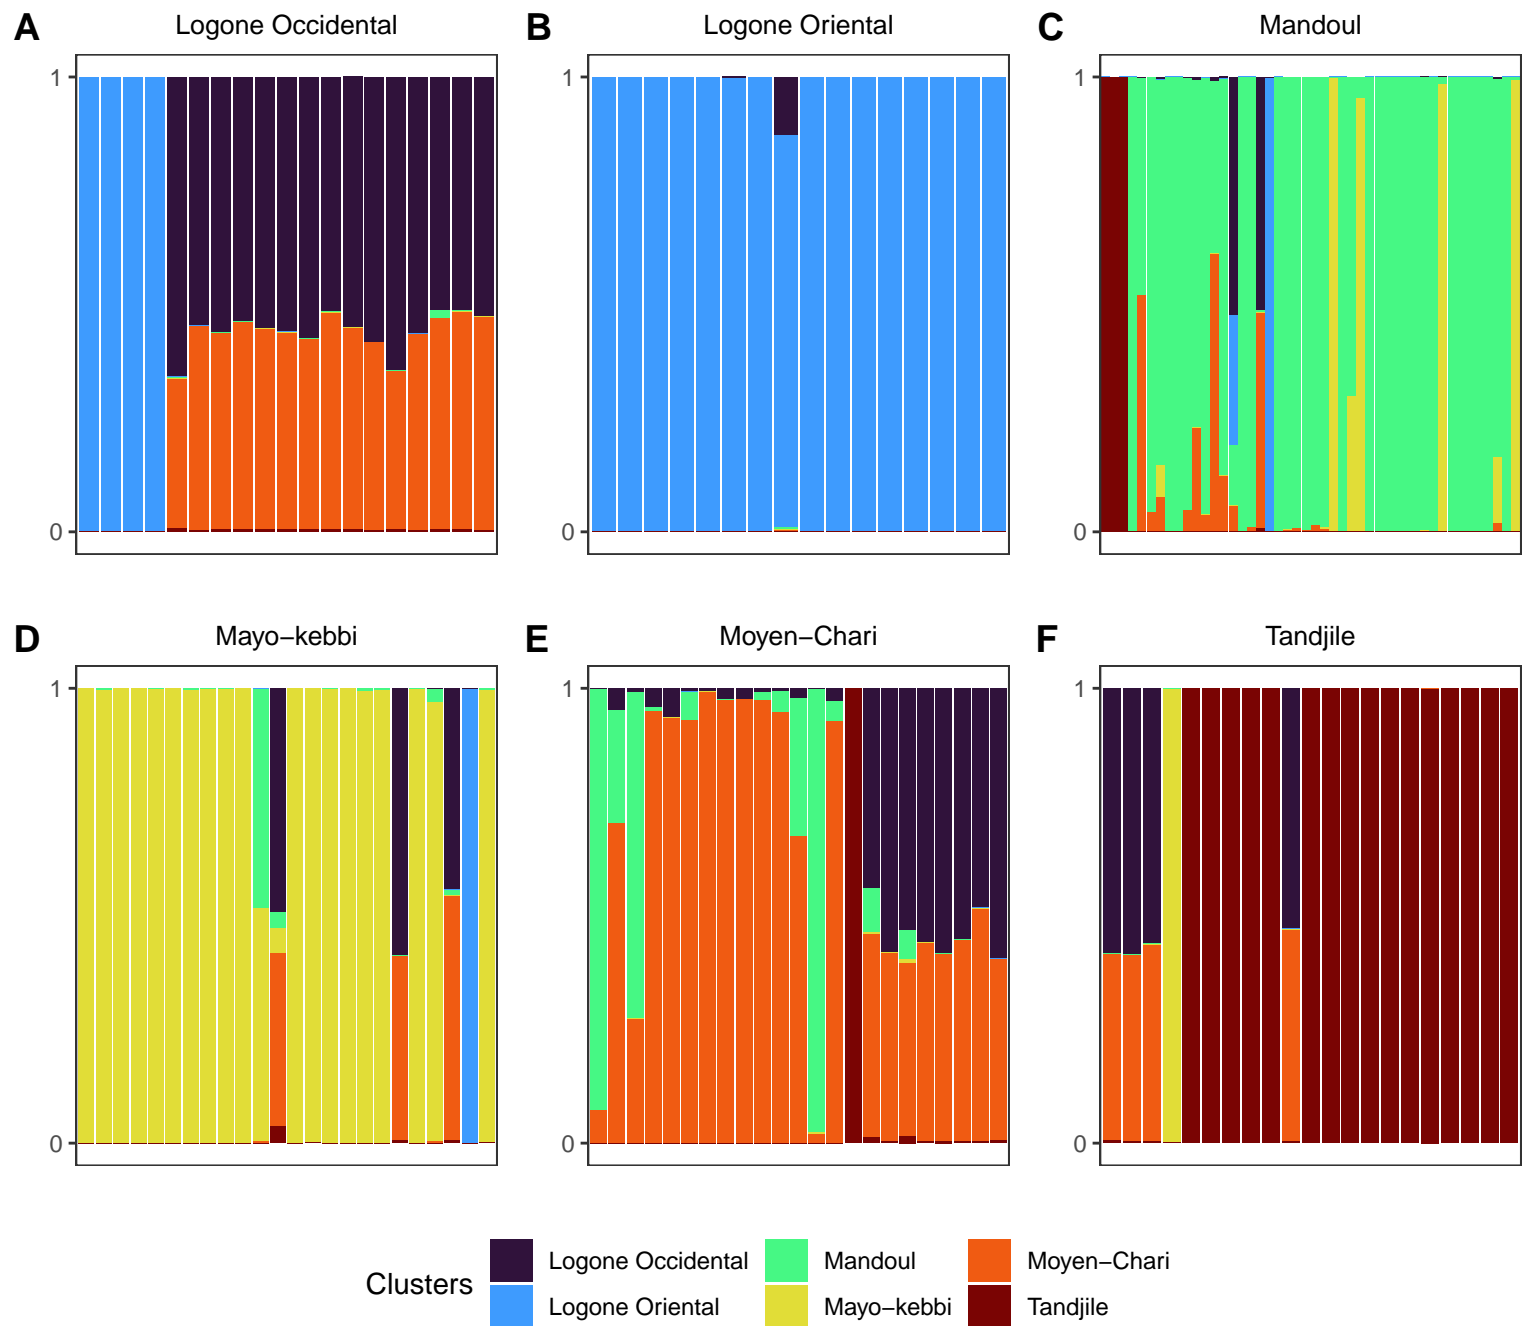 A Logone Occidental
B Logone Oriental
C Mandoul
1
0
1
0
1
0
D Mayo−kebbi
E Moyen−Chari
F Tandjile
1
0
1
0
1
0
Clusters
Logone Occidental
Mandoul
Moyen−Chari
Logone Oriental
Mayo−kebbi
Tandjile